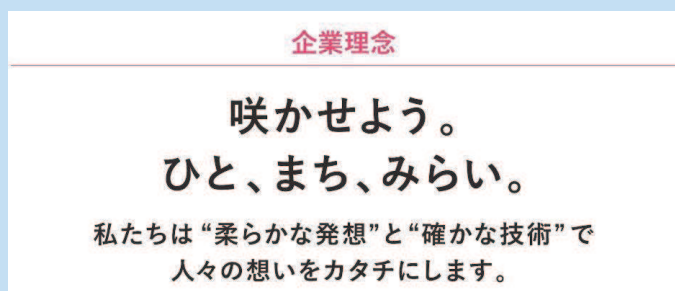 企業理念
咲かせよう。
ひと、まち、みらい。
私たちは“柔らかな発想”と“確かな技術”で
人々の想いをカタチにします。